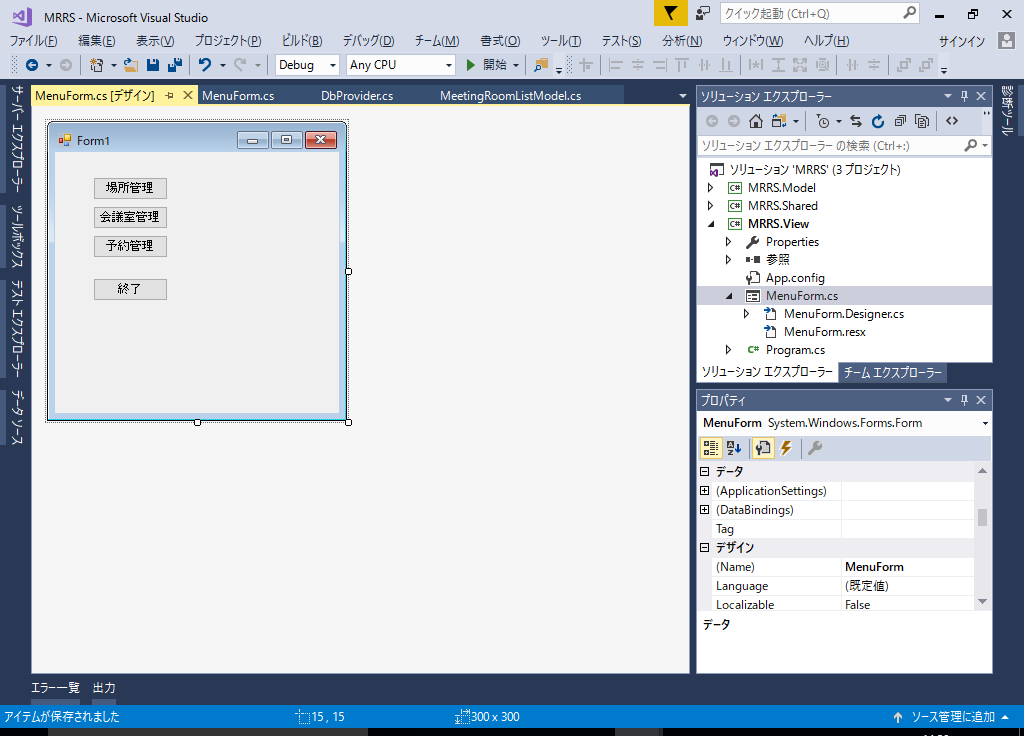 MRRS - Microsoft Visual Studio
クイック起動 (Ctrl+Q)
ファイル(F) 編集(E) 表示(V) プロジェクト(P) ビルド(B) デバッグ(D) チーム(M) 書式(O) ツール(T) テスト(S) 分析(N) ウィンドウ(W) ヘルプ(H) サインイン
Debug Any CPU 開始
サーバー エクスプローラー
ツールボックス
テスト エクスプローラー
データ ソース
MenuForm.cs [デザイン] MenuForm.cs DbProvider.cs MeetingRoomListModel.cs
Form1
場所管理
会議室管理
予約管理
終了
ソリューション エクスプローラー
ソリューション エクスプローラー の検索 (Ctrl+:)
ソリューション 'MRRS' (3 プロジェクト)
C# MRRS.Model
C# MRRS.Shared
C# MRRS.View
Properties
参照
App.config
MenuForm.cs
MenuForm.Designer.cs
MenuForm.resx
C# Program.cs
ソリューション エクスプローラー チーム エクスプローラー
診断ツール
プロパティ
MenuForm System.Windows.Forms.Form
データ
(ApplicationSettings)
(DataBindings)
Tag
デザイン
(Name) MenuForm
Language (既定値)
Localizable False
データ
エラー一覧 出力
アイテムが保存されました 15 , 15 300 x 300 ソース管理に追加